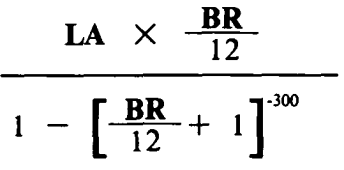 LA × BR/12
1 − [BR/12 + 1]^-300